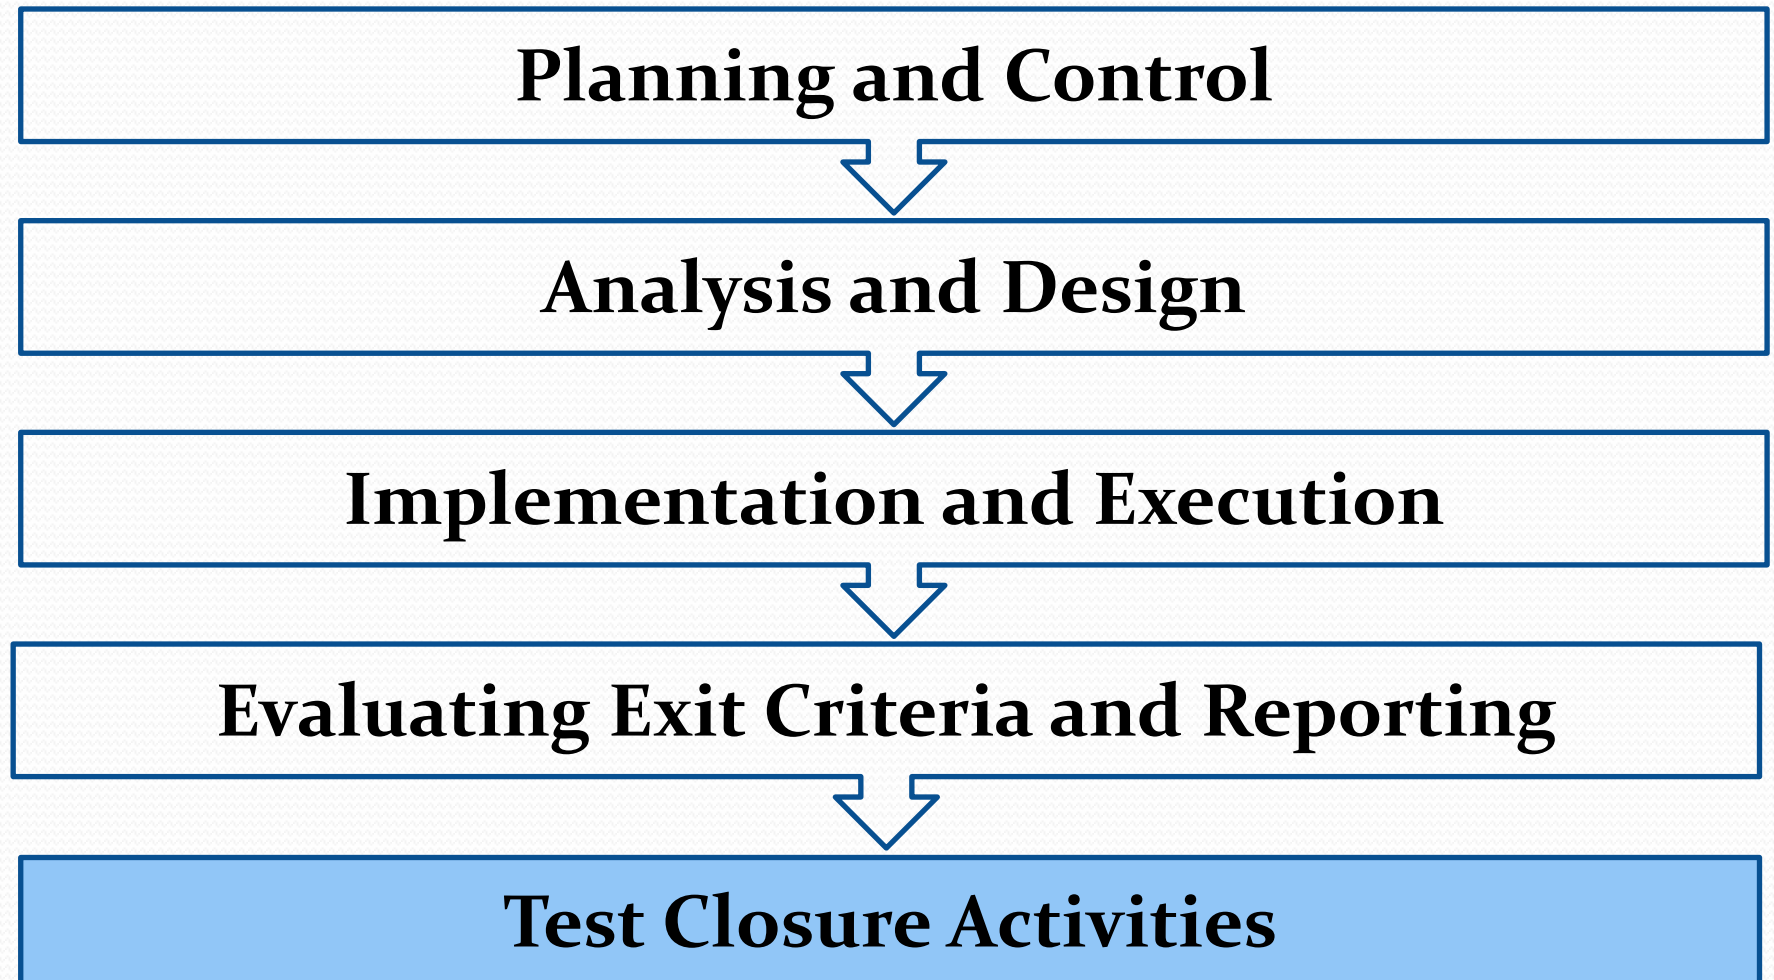 Planning and Control
Analysis and Design
Implementation and Execution
Evaluating Exit Criteria and Reporting
Test Closure Activities